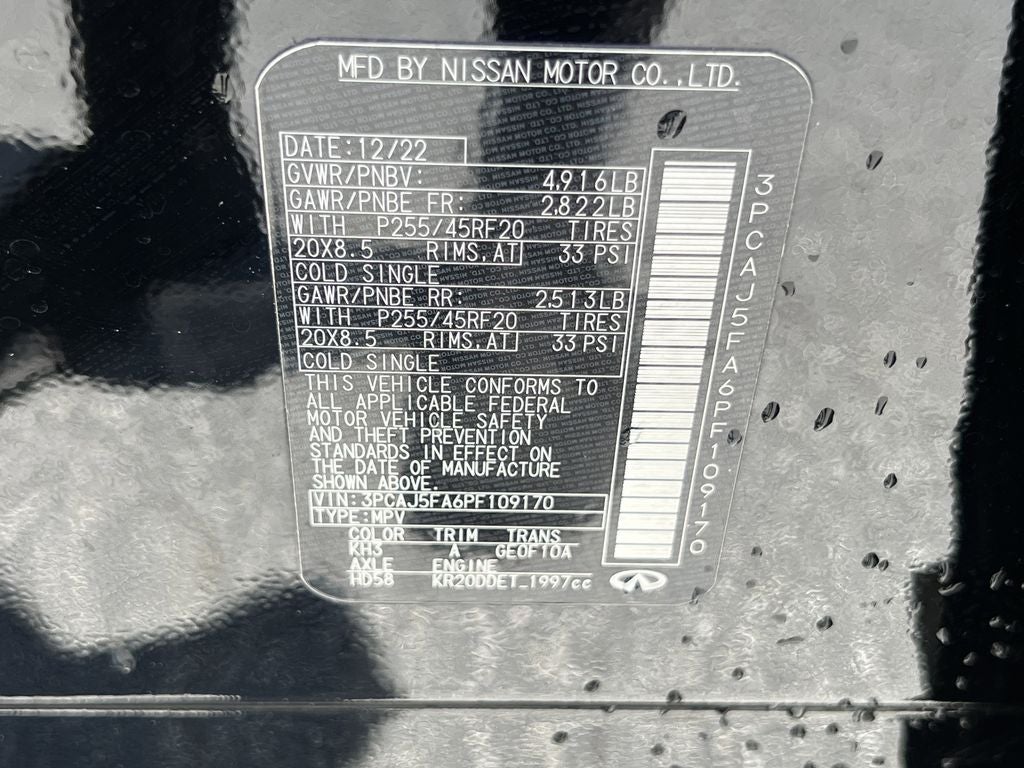 MFD BY NISSAN MOTOR CO.,LTD.
DATE:12/22
GVWR/PNBV: 4,916LB
GAWR/PNBE FR: 2,822LB
WITH P255/45RF20 TIRES
20X8.5 RIMS,AT 33 PSI
COLD SINGLE
GAWR/PNBE RR: 2,513LB
WITH P255/45RF20 TIRES
20X8.5 RIMS,AT 33 PSI
COLD SINGLE
THIS VEHICLE CONFORMS TO
ALL APPLICABLE FEDERAL
MOTOR VEHICLE SAFETY
AND THEFT PREVENTION
STANDARDS IN EFFECT ON
THE DATE OF MANUFACTURE
SHOWN ABOVE.
VIN:3PCAJ5FA6PF109170
TYPE:MPV
COLOR TRIM TRANS
KH3 A GE0F10A
AXLE ENGINE
HD58 KR20DDET_1997cc
3PCAJ5FA6PF109170